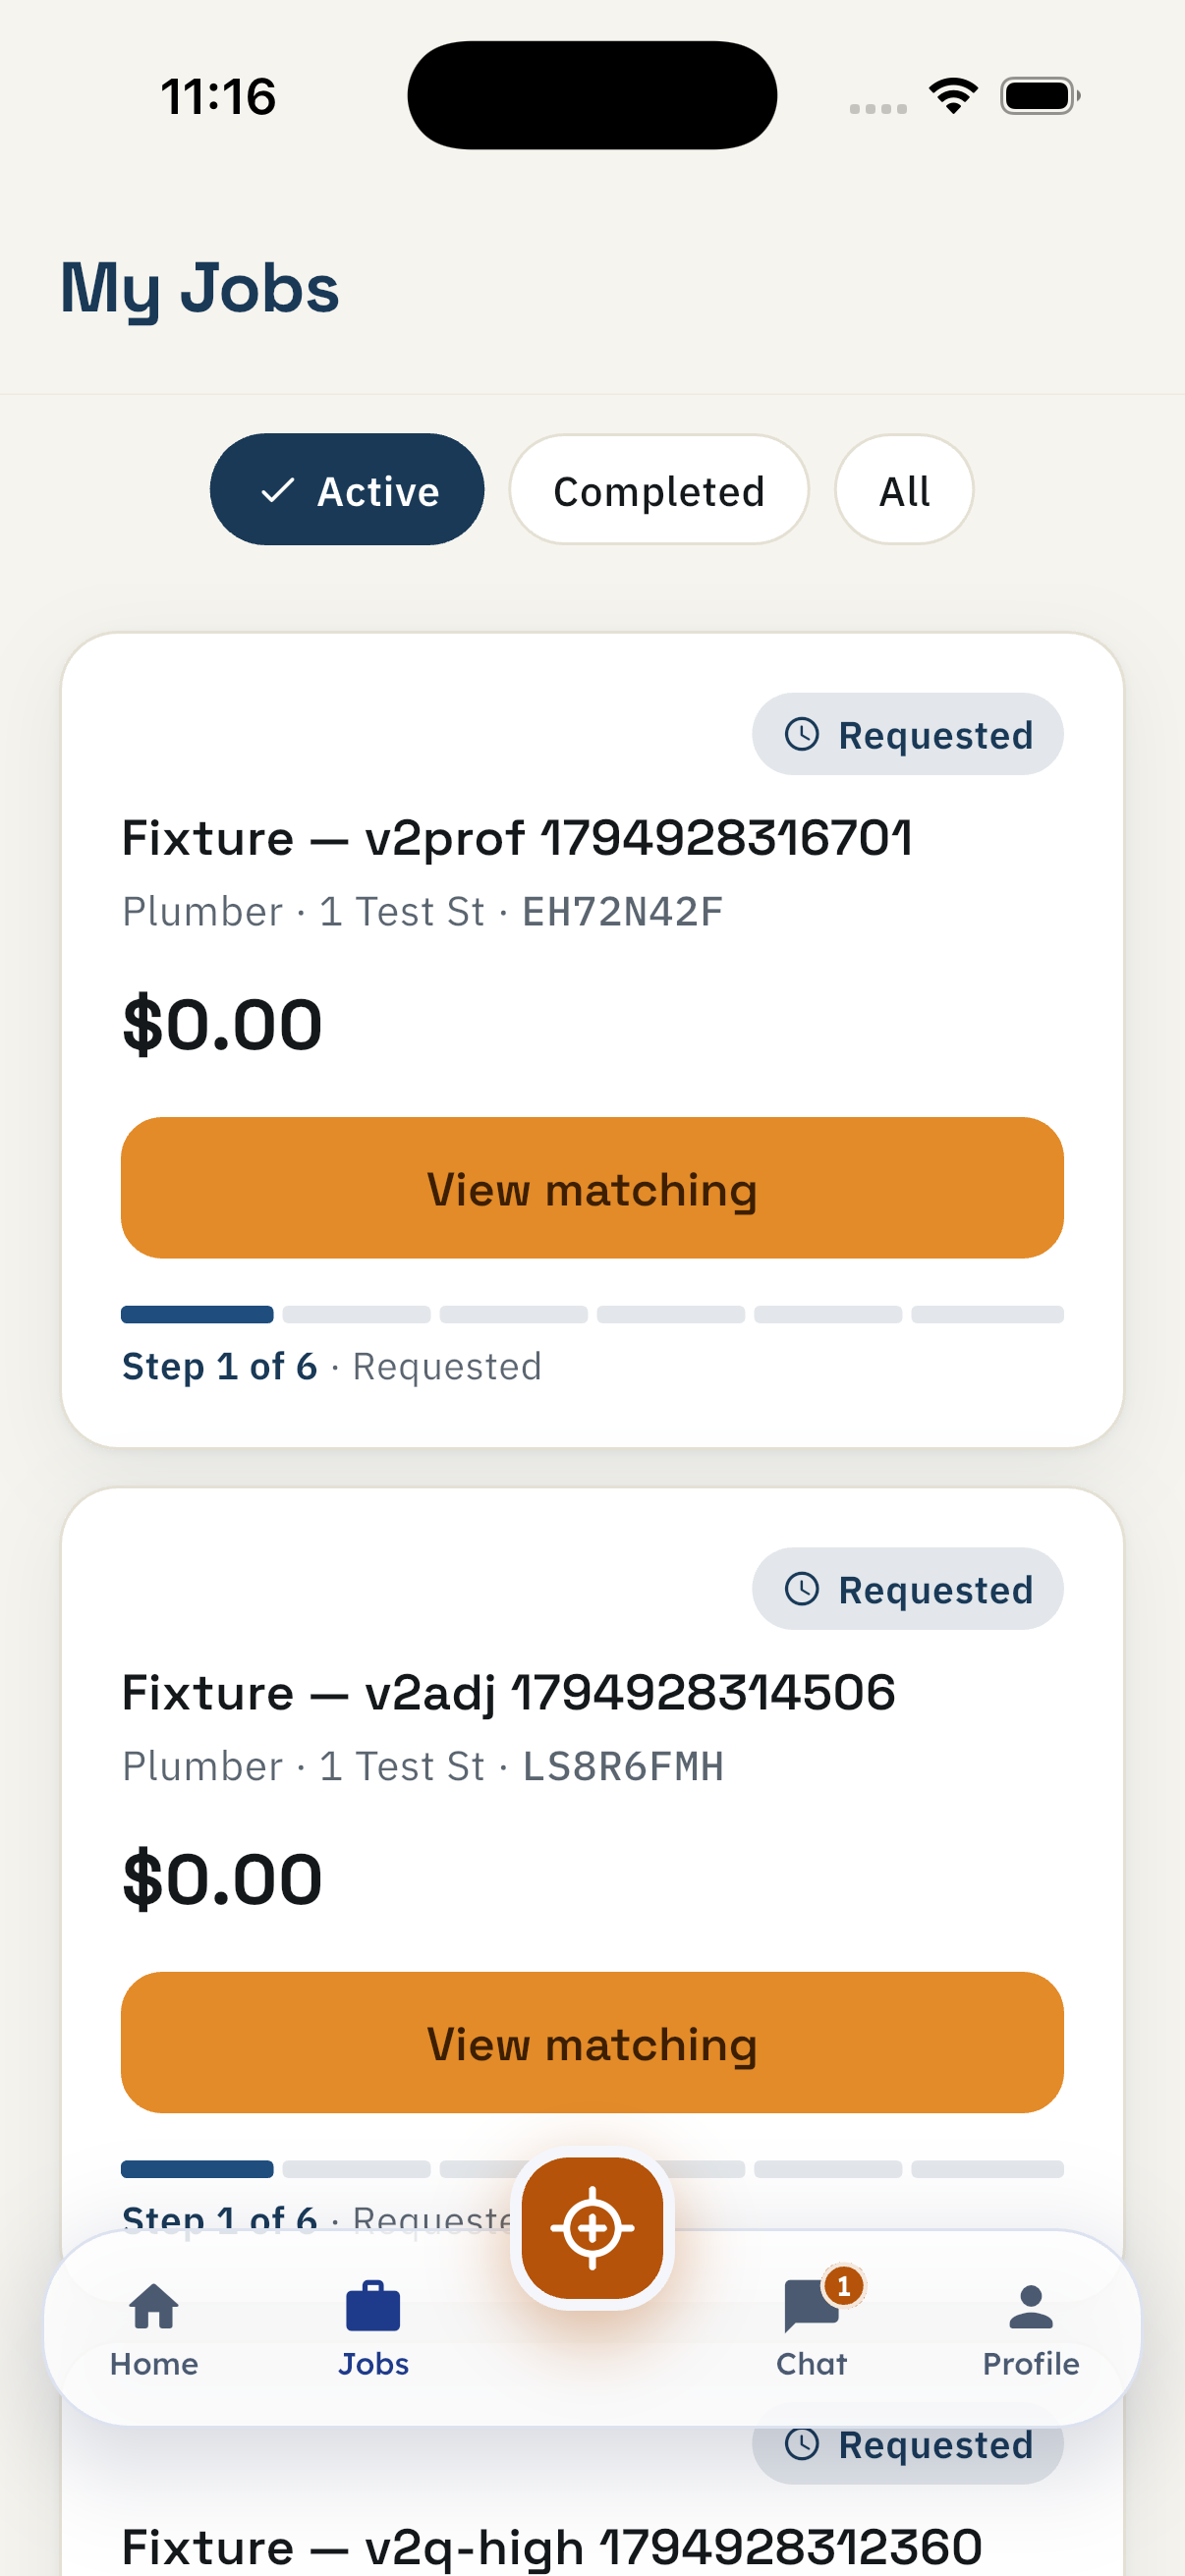 11:16
My Jobs
Active
Completed
All
Requested
Fixture — v2prof 1794928316701
Plumber · 1 Test St · EH72N42F
$0.00
View matching
Step 1 of 6 · Requested
Requested
Fixture — v2adj 1794928314506
Plumber · 1 Test St · LS8R6FMH
$0.00
View matching
Step 1 of 6 · Requeste
1
Home
Jobs
Chat
Profile
Requested
Fixture — v2q-high 1794928312360